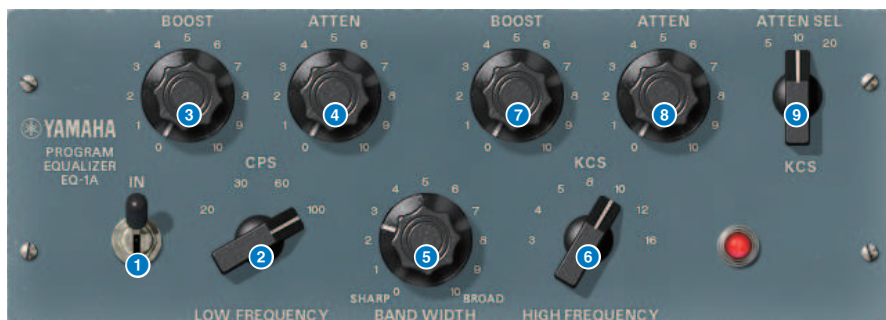 BOOST
4 5 6
3 7
2 8
1 9
0 10
3
ATTEN
4 5 6
3 7
2 8
1 9
0 10
4
BOOST
4 5 6
3 7
2 8
1 9
0 10
7
ATTEN
4 5 6
3 7
2 8
1 9
0 10
8
ATTEN SEL
5 10 20
9
KCS
YAMAHA
PROGRAM
EQUALIZER
EQ-1A
IN
1
CPS
20 30 60 100
2
LOW FREQUENCY
4 5 6
3 7
2 8
1 9
SHARP 0 10 BROAD
5
BAND WIDTH
KCS
3 4 5 8 10 12 16
6
HIGH FREQUENCY